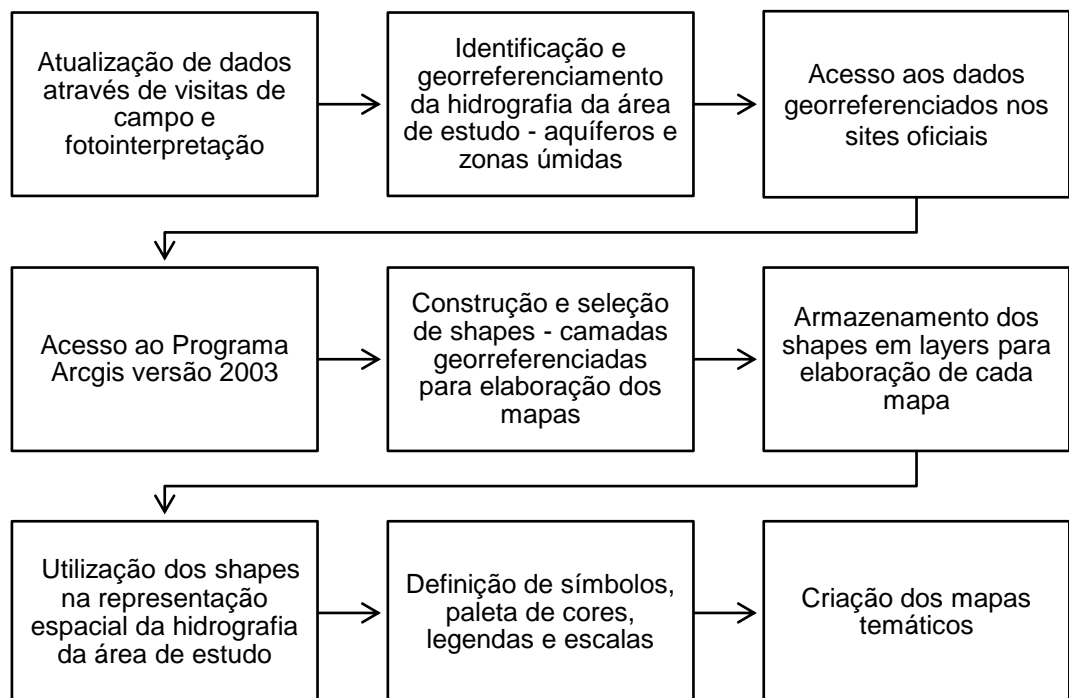 Atualização de dados
através de visitas de
campo e
fotointerpretação
Identificação e
georreferenciamento
da hidrografia da área
de estudo - aquíferos e
zonas úmidas
Acesso aos dados
georreferenciados nos
sites oficiais
Acesso ao Programa
Arcgis versão 2003
Construção e seleção
de shapes - camadas
georreferenciadas
para elaboração dos
mapas
Armazenamento dos
shapes em layers para
elaboração de cada
mapa
Utilização dos shapes
na representação
espacial da hidrografia
da área de estudo
Definição de símbolos,
paleta de cores,
legendas e escalas
Criação dos mapas
temáticos